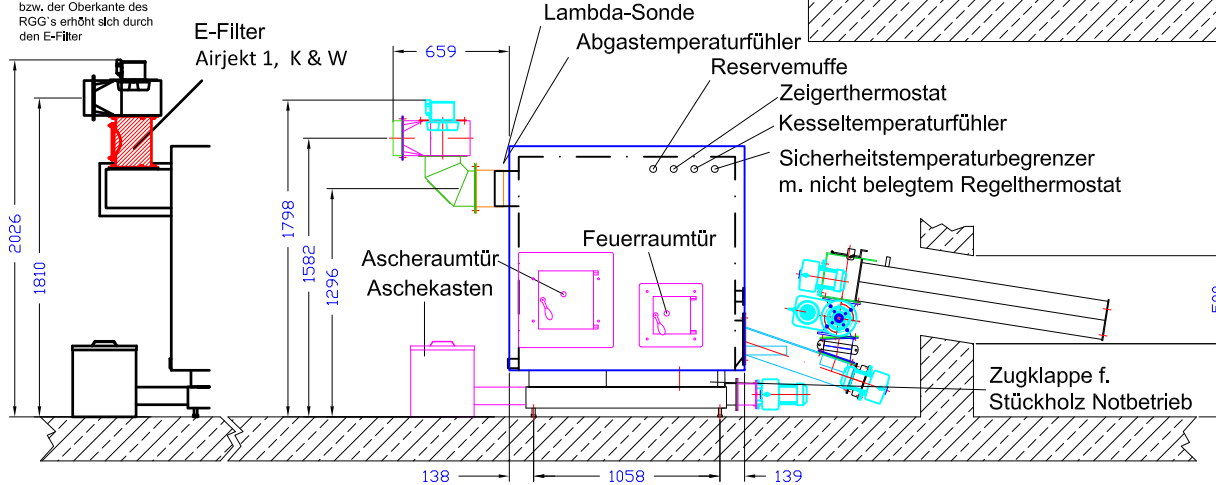 bzw. der Oberkante des
RGG`s erhöht sich durch
den E-Filter
E-Filter
Airjekt 1, K & W
Lambda-Sonde
Abgastemperaturfühler
Reservemuffe
Zeigerthermostat
Kesseltemperaturfühler
Sicherheitstemperaturbegrenzer
m. nicht belegtem Regelthermostat
659
2026
1810
1798
1582
1296
Ascheraumtür
Aschekasten
Feuerraumtür
Zugklappe f.
Stückholz Notbetrieb
138
1058
139